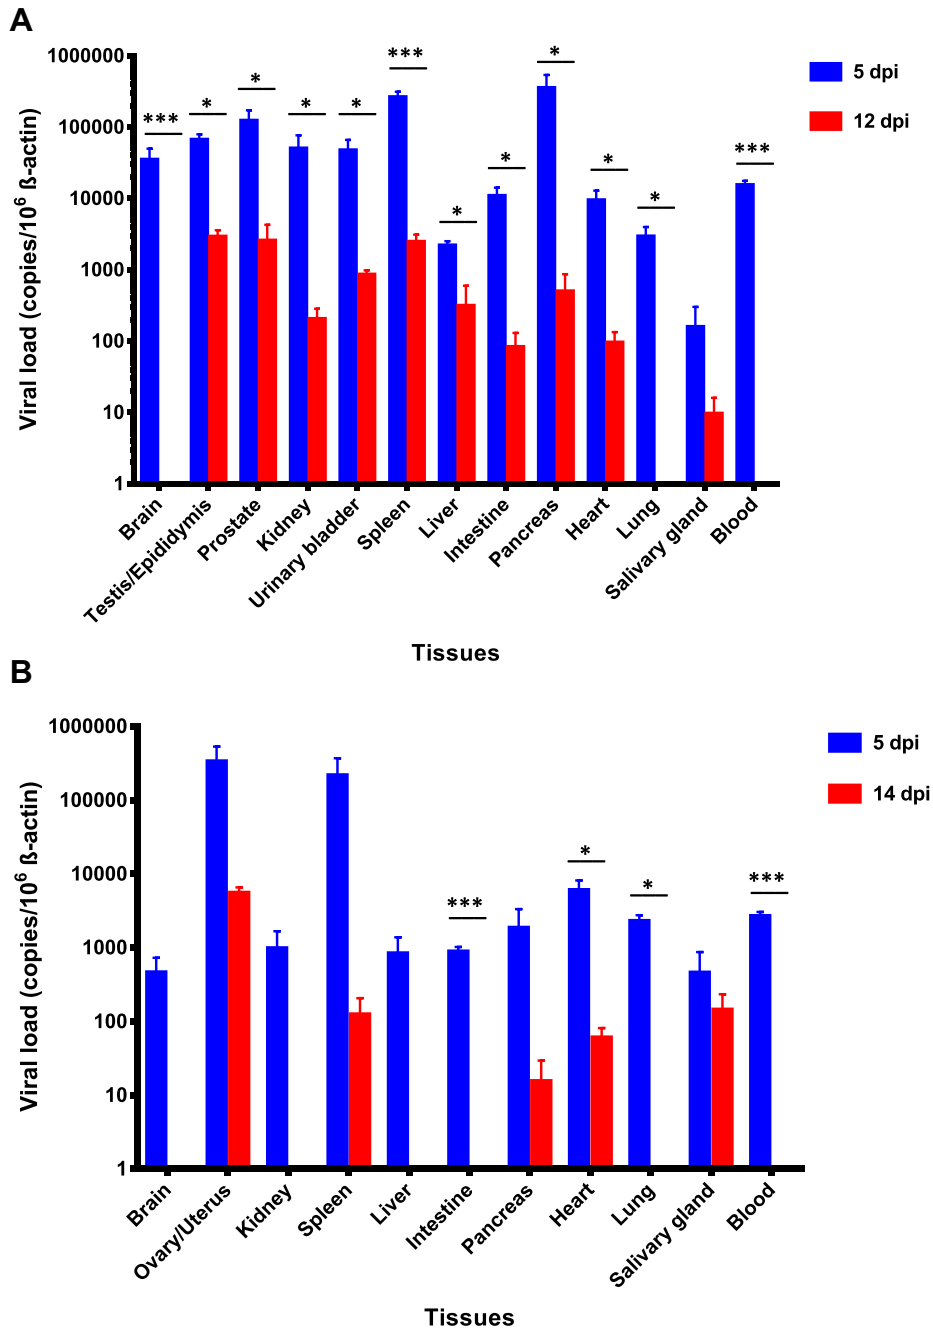 A
1000000
100000
10000
1000
100
10
1
Viral load (copies/10⁶ ß-actin)
*** * * * * *** * * * * * ***
5 dpi
12 dpi
Brain
Testis/Epididymis
Prostate
Kidney
Urinary bladder
Spleen
Liver
Intestine
Pancreas
Heart
Lung
Salivary gland
Blood
Tissues
B
1000000
100000
10000
1000
100
10
1
Viral load (copies/10⁶ ß-actin)
*** * * ***
5 dpi
14 dpi
Brain
Ovary/Uterus
Kidney
Spleen
Liver
Intestine
Pancreas
Heart
Lung
Salivary gland
Blood
Tissues